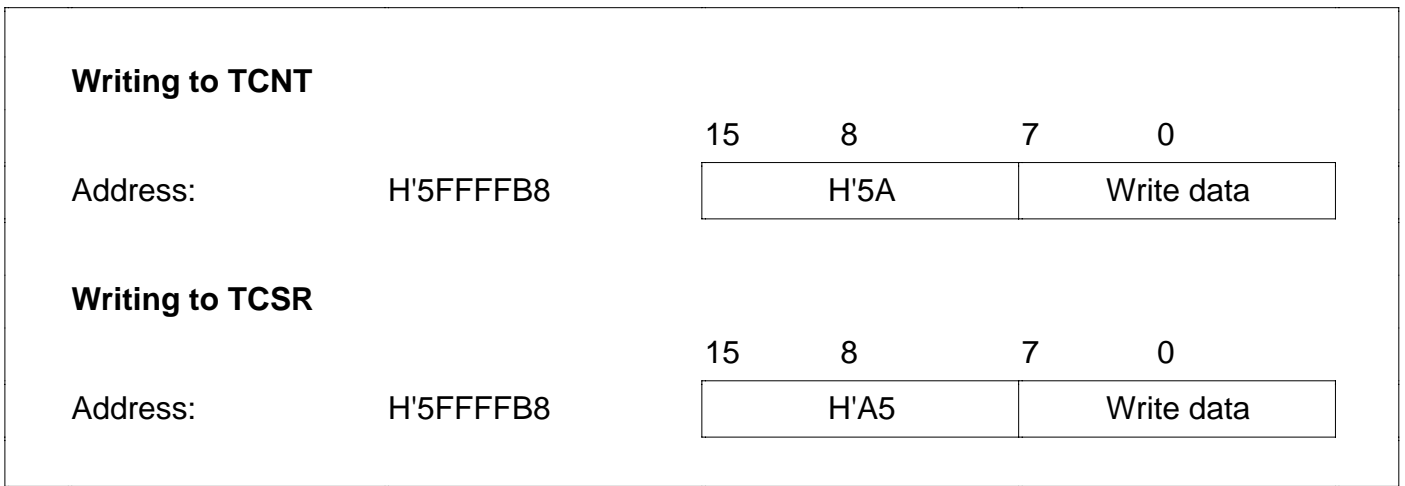 Writing to TCNT
15 8 7 0
Address: H'5FFFFB8 H'5A Write data
Writing to TCSR
15 8 7 0
Address: H'5FFFFB8 H'A5 Write data